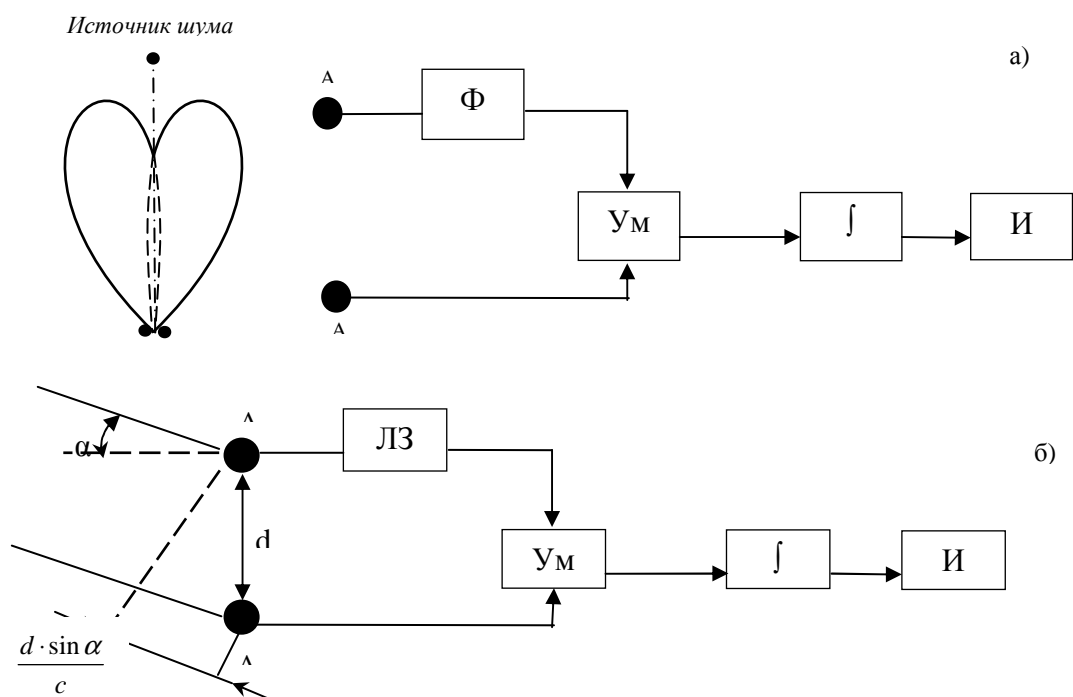 Источник шума
а)
А
Ф
Ум
∫
И
А
А
α
ЛЗ
б)
d
Ум
∫
И
А
d · sin α
c